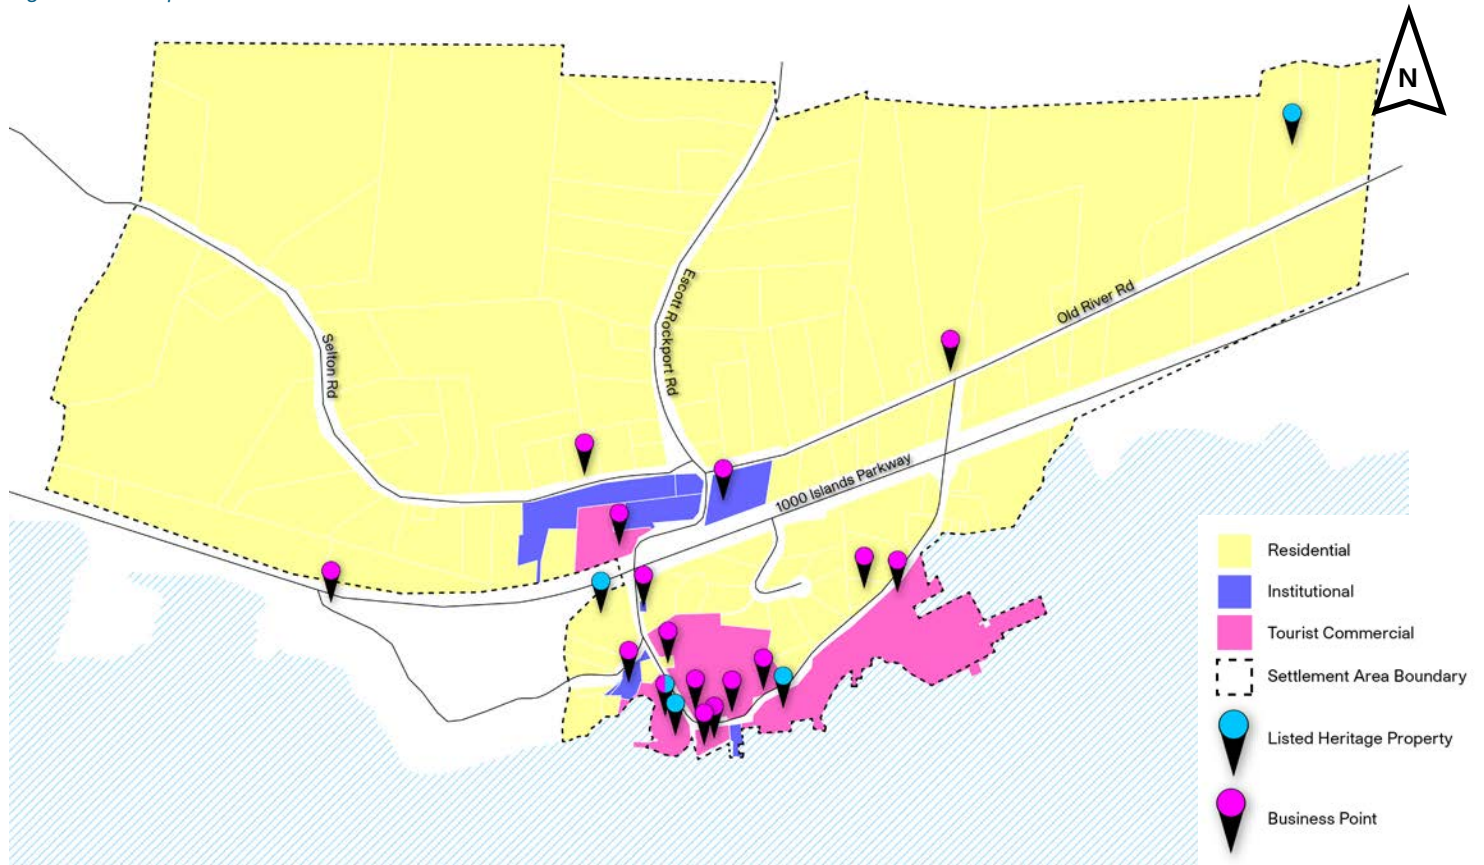 N
Selton Rd
Escott Rockport Rd
Old River Rd
1000 Islands Parkway
Residential
Institutional
Tourist Commercial
Settlement Area Boundary
Listed Heritage Property
Business Point